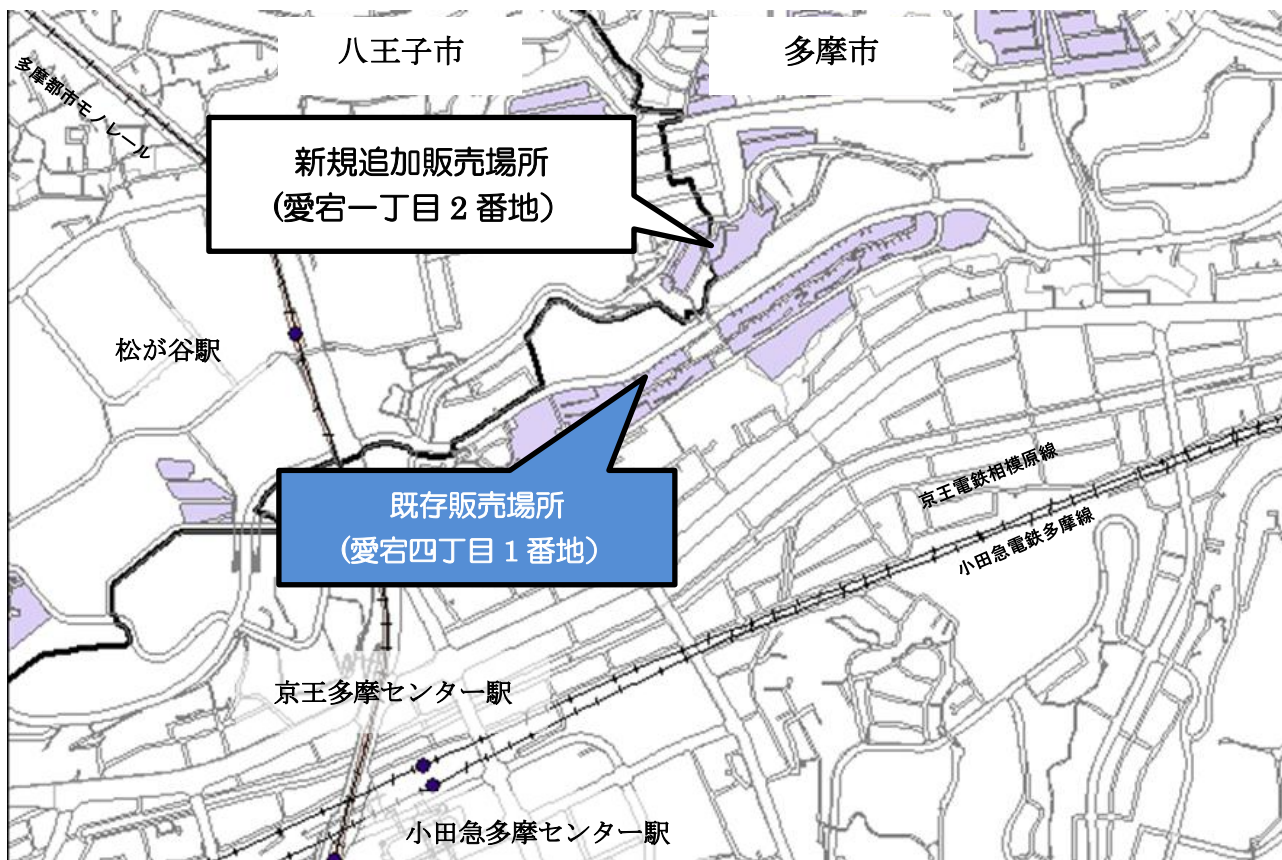 八王子市
多摩市
多摩都市モノレール
新規追加販売場所
(愛宕一丁目２番地)
松が谷駅
既存販売場所
(愛宕四丁目１番地)
京王電鉄相模原線
小田急電鉄多摩線
京王多摩センター駅
小田急多摩センター駅